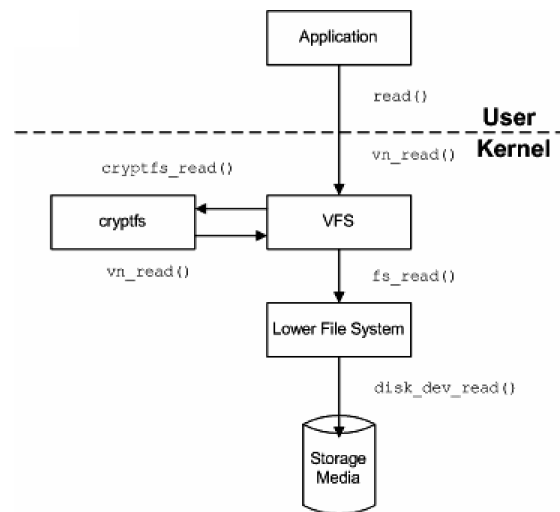 Application
read()
User
Kernel
vn_read()
cryptfs_read()
cryptfs
VFS
vn_read()
fs_read()
Lower File System
disk_dev_read()
Storage
Media